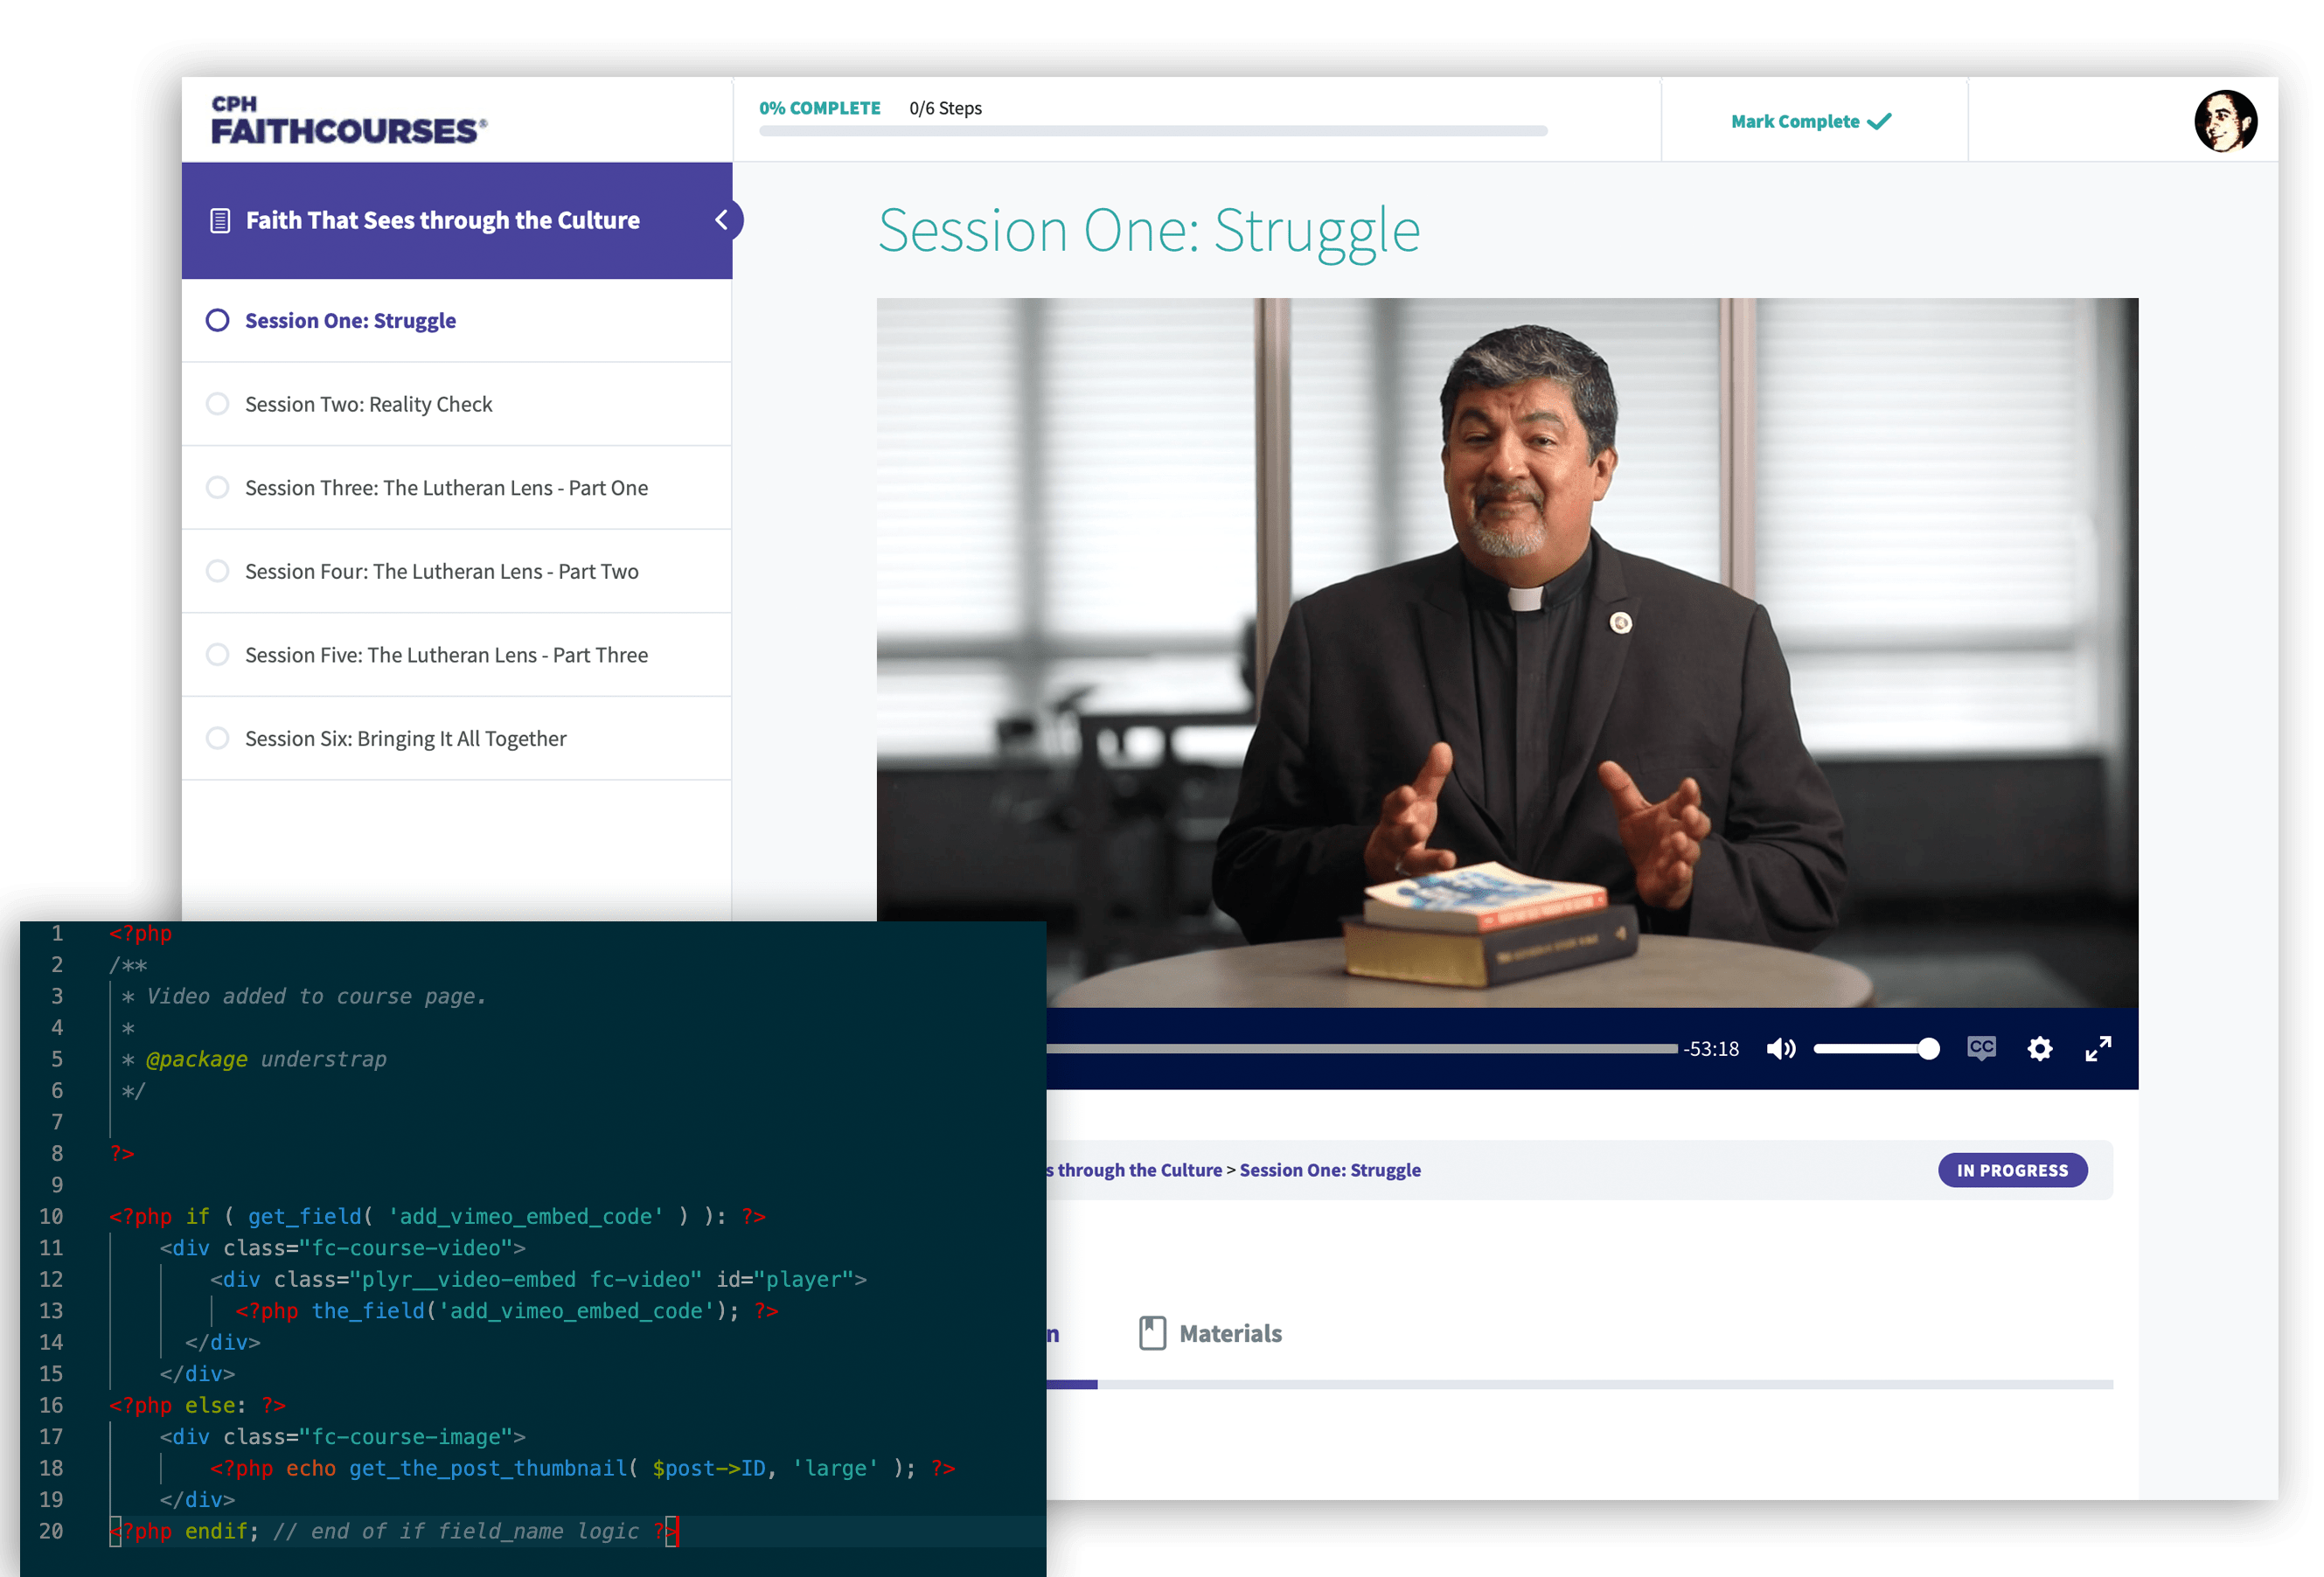 CPH
FAITHCOURSES®
0% COMPLETE 0/6 Steps
Mark Complete
Faith That Sees through the Culture
Session One: Struggle
Session Two: Reality Check
Session Three: The Lutheran Lens - Part One
Session Four: The Lutheran Lens - Part Two
Session Five: The Lutheran Lens - Part Three
Session Six: Bringing It All Together
Session One: Struggle
-53:18
CC
s through the Culture > Session One: Struggle
IN PROGRESS
n
Materials
1 <?php
2 /**
3 * Video added to course page.
4 *
5 * @package understrap
6 */
7
8 ?>
9
10 <?php if ( get_field( 'add_vimeo_embed_code' ) ): ?>
11 <div class="fc-course-video">
12 <div class="plyr__video-embed fc-video" id="player">
13 <?php the_field('add_vimeo_embed_code'); ?>
14 </div>
15 </div>
16 <?php else: ?>
17 <div class="fc-course-image">
18 <?php echo get_the_post_thumbnail( $post->ID, 'large' ); ?>
19 </div>
20 <?php endif; // end of if field_name logic ?>